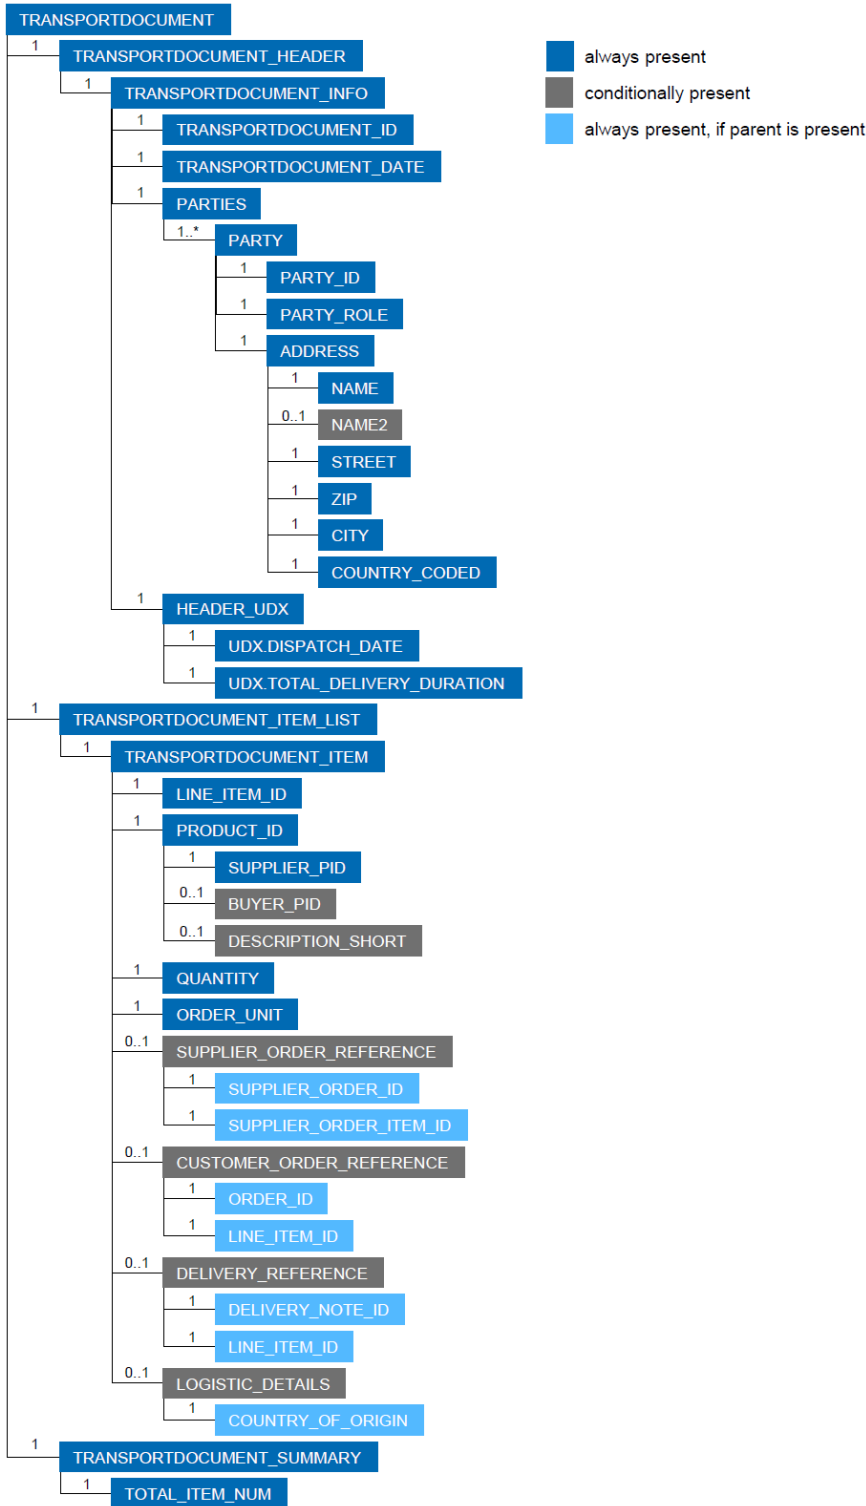 TRANSPORTDOCUMENT
1 TRANSPORTDOCUMENT_HEADER
always present
1 TRANSPORTDOCUMENT_INFO
conditionally present
1 TRANSPORTDOCUMENT_ID
always present, if parent is present
1 TRANSPORTDOCUMENT_DATE
1 PARTIES
1..* PARTY
1 PARTY_ID
1 PARTY_ROLE
1 ADDRESS
1 NAME
0..1 NAME2
1 STREET
1 ZIP
1 CITY
1 COUNTRY_CODED
1 HEADER_UDX
1 UDX.DISPATCH_DATE
1 UDX.TOTAL_DELIVERY_DURATION
1 TRANSPORTDOCUMENT_ITEM_LIST
1 TRANSPORTDOCUMENT_ITEM
1 LINE_ITEM_ID
1 PRODUCT_ID
1 SUPPLIER_PID
0..1 BUYER_PID
0..1 DESCRIPTION_SHORT
1 QUANTITY
1 ORDER_UNIT
0..1 SUPPLIER_ORDER_REFERENCE
1 SUPPLIER_ORDER_ID
1 SUPPLIER_ORDER_ITEM_ID
0..1 CUSTOMER_ORDER_REFERENCE
1 ORDER_ID
1 LINE_ITEM_ID
0..1 DELIVERY_REFERENCE
1 DELIVERY_NOTE_ID
1 LINE_ITEM_ID
0..1 LOGISTIC_DETAILS
1 COUNTRY_OF_ORIGIN
1 TRANSPORTDOCUMENT_SUMMARY
1 TOTAL_ITEM_NUM